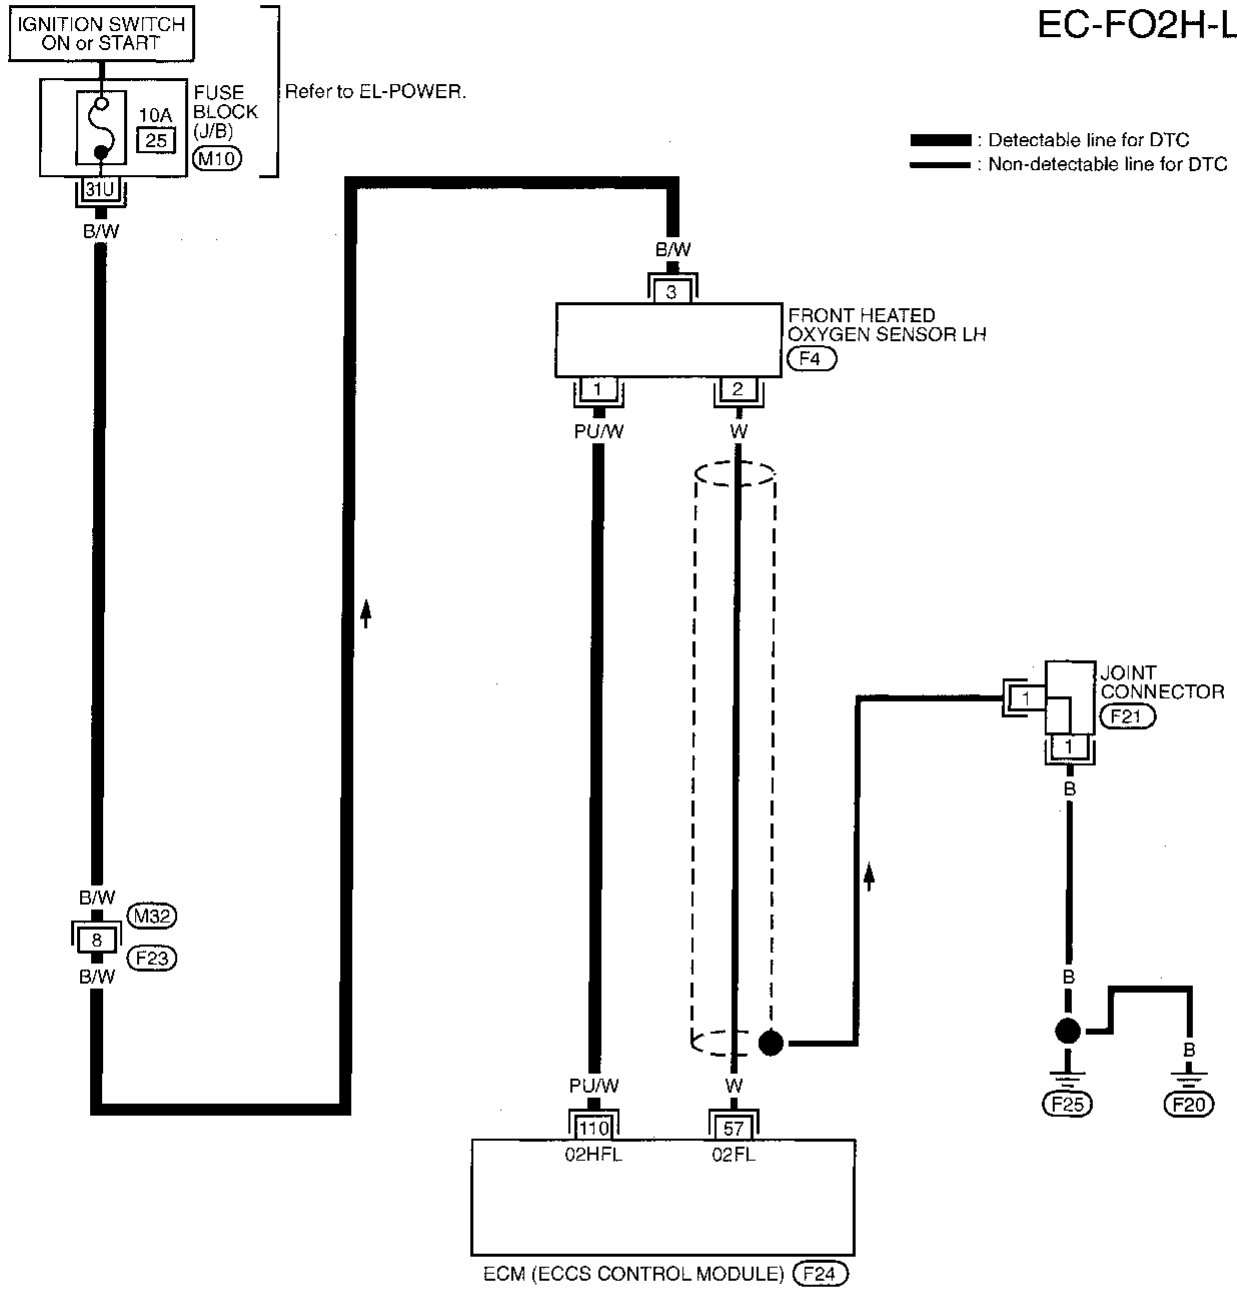 EC-FO2H-L
IGNITION SWITCH
ON or START
FUSE
BLOCK
(J/B)
M10
10A
25
Refer to EL-POWER.
31U
B/W
: Detectable line for DTC
: Non-detectable line for DTC
B/W
3
FRONT HEATED
OXYGEN SENSOR LH
F4
1
2
PU/W
W
1
JOINT
CONNECTOR
F21
1
B
B/W
M32
8
F23
B/W
B
B
PU/W
W
F25
F20
110
57
02HFL
02FL
ECM (ECCS CONTROL MODULE)
F24